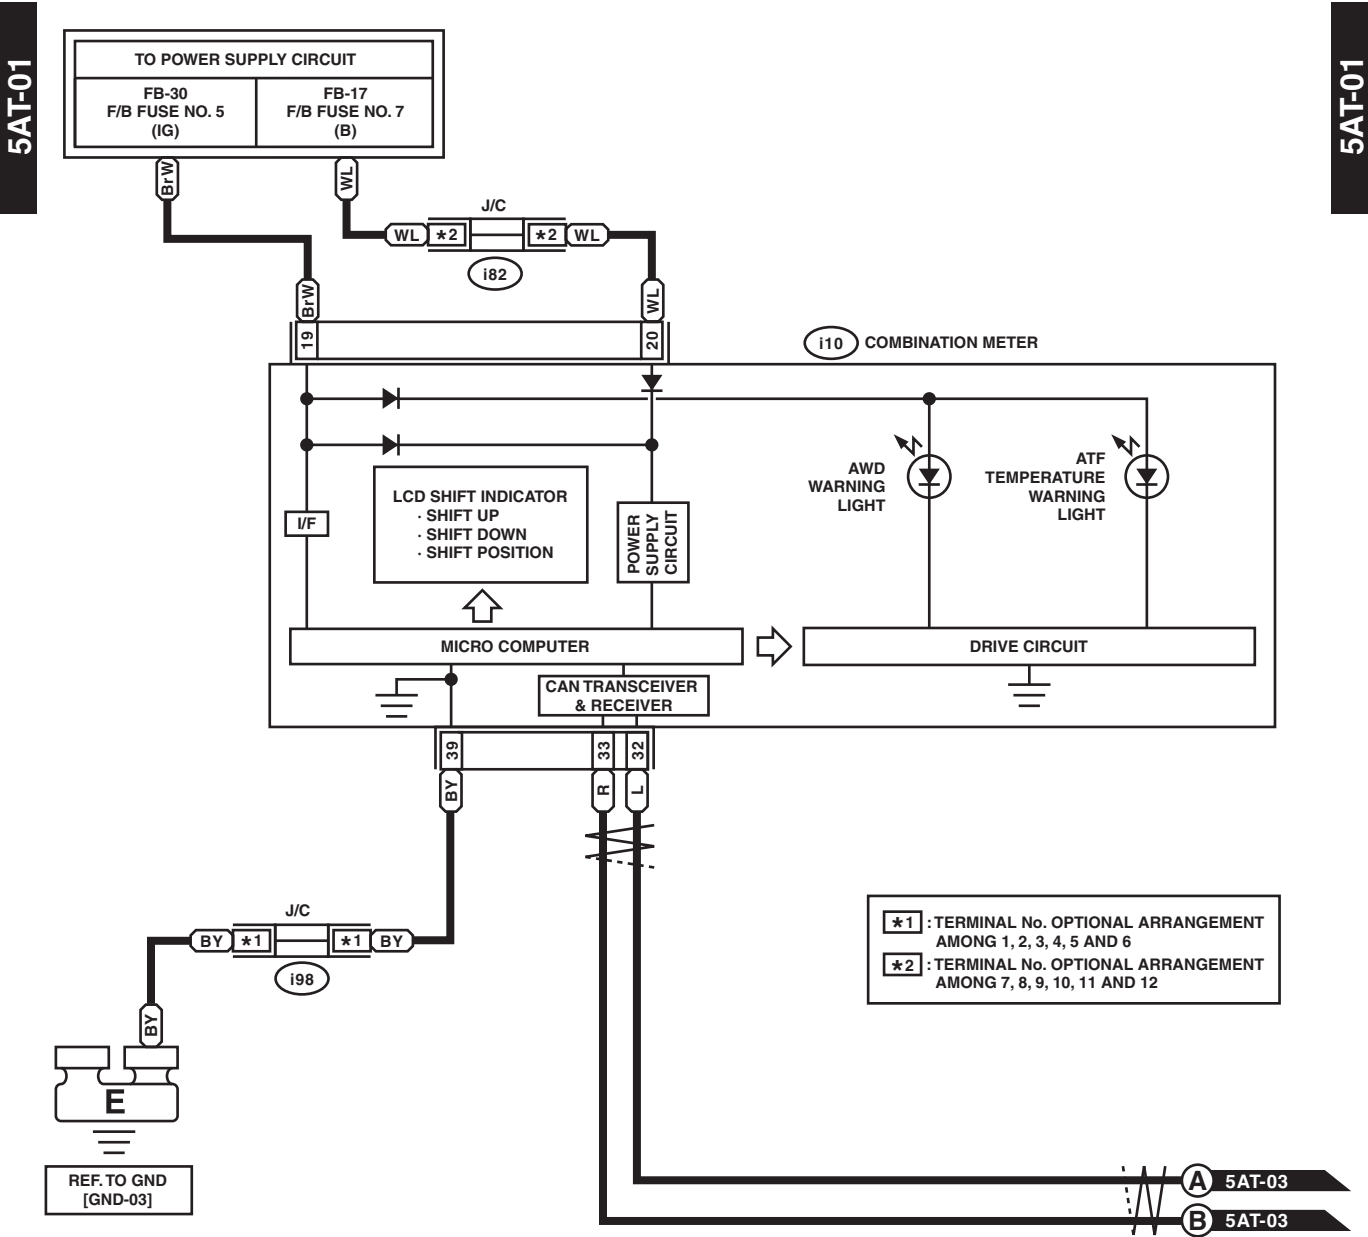 5AT-01
5AT-01
TO POWER SUPPLY CIRCUIT
FB-30
F/B FUSE NO. 5
(IG)
FB-17
F/B FUSE NO. 7
(B)
BrW
WL
J/C
WL
*2
*2
WL
i82
BrW
WL
19
20
i10
COMBINATION METER
AWD
WARNING
LIGHT
ATF
TEMPERATURE
WARNING
LIGHT
LCD SHIFT INDICATOR
· SHIFT UP
· SHIFT DOWN
· SHIFT POSITION
I/F
POWER
SUPPLY
CIRCUIT
MICRO COMPUTER
DRIVE CIRCUIT
CAN TRANSCEIVER
& RECEIVER
39
33
32
BY
R
L
J/C
BY
*1
*1
BY
i98
BY
E
REF. TO GND
[GND-03]
*1 : TERMINAL No. OPTIONAL ARRANGEMENT
AMONG 1, 2, 3, 4, 5 AND 6
*2 : TERMINAL No. OPTIONAL ARRANGEMENT
AMONG 7, 8, 9, 10, 11 AND 12
A 5AT-03
B 5AT-03